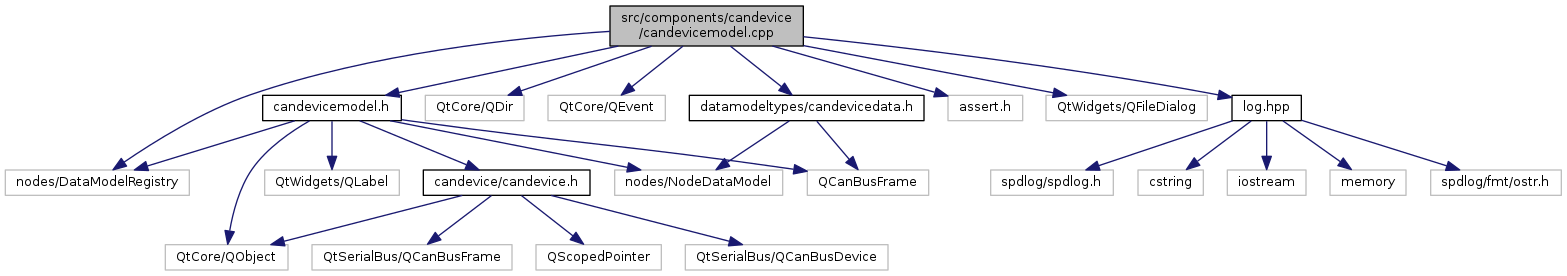 src/components/candevice
/candevicemodel.cpp
candevicemodel.h
QtCore/QDir
QtCore/QEvent
datamodeltypes/candevicedata.h
assert.h
QtWidgets/QFileDialog
log.hpp
nodes/DataModelRegistry
QtWidgets/QLabel
candevice/candevice.h
nodes/NodeDataModel
QCanBusFrame
spdlog/spdlog.h
cstring
iostream
memory
spdlog/fmt/ostr.h
QtCore/QObject
QtSerialBus/QCanBusFrame
QScopedPointer
QtSerialBus/QCanBusDevice